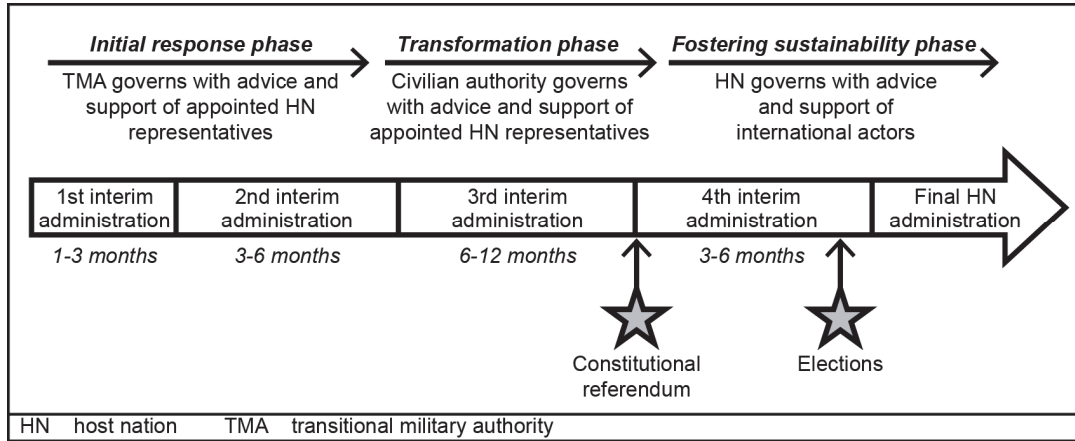 Initial response phase
TMA governs with advice and
support of appointed HN
representatives
Transformation phase
Civilian authority governs
with advice and support of
appointed HN representatives
Fostering sustainability phase
HN governs with advice
and support of
international actors
1st interim
administration
2nd interim
administration
3rd interim
administration
4th interim
administration
Final HN
administration
1-3 months
3-6 months
6-12 months
3-6 months
Constitutional
referendum
Elections
HN host nation TMA transitional military authority